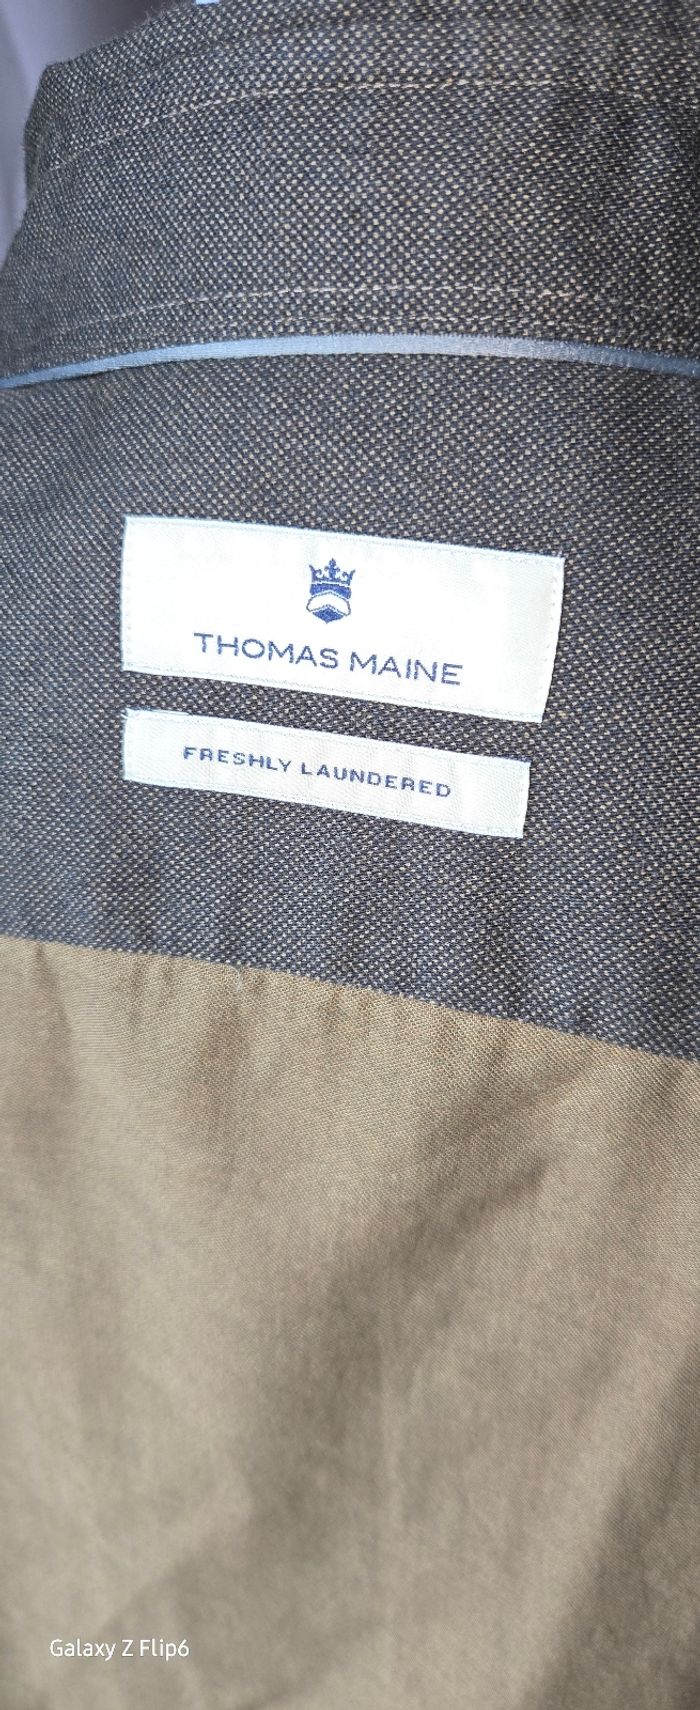 THOMAS MAINE
FRESHLY LAUNDERED
Galaxy Z Flip6